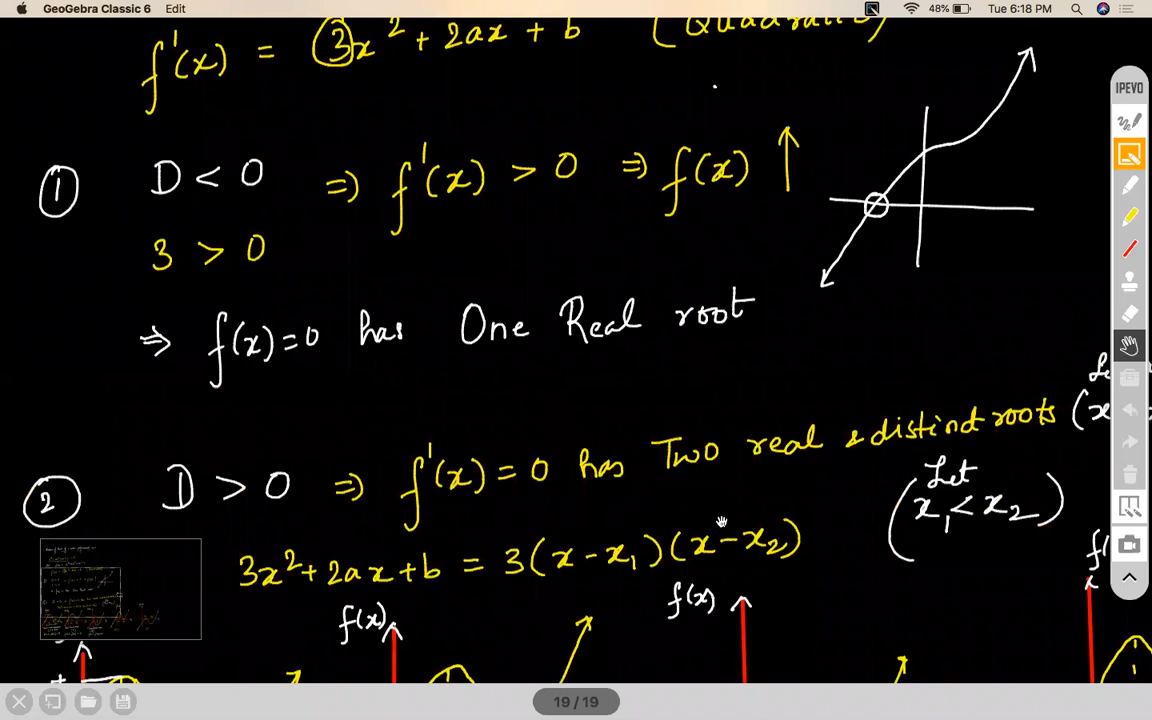 GeoGebra Classic 6 Edit 48% Tue 6:18 PM
f'(x) = 3x² + 2ax + b (Quadratic)
IPEVO
① D < 0 ⇒ f'(x) > 0 ⇒ f(x) ↑
3 > 0
⇒ f(x)=0 has One Real root
② D > 0 ⇒ f'(x) = 0 has Two real & distinct roots (x
Let
(x₁ < x₂)
3x² + 2ax + b = 3(x - x₁)(x - x₂)
f(x) f(x) f(
19 / 19